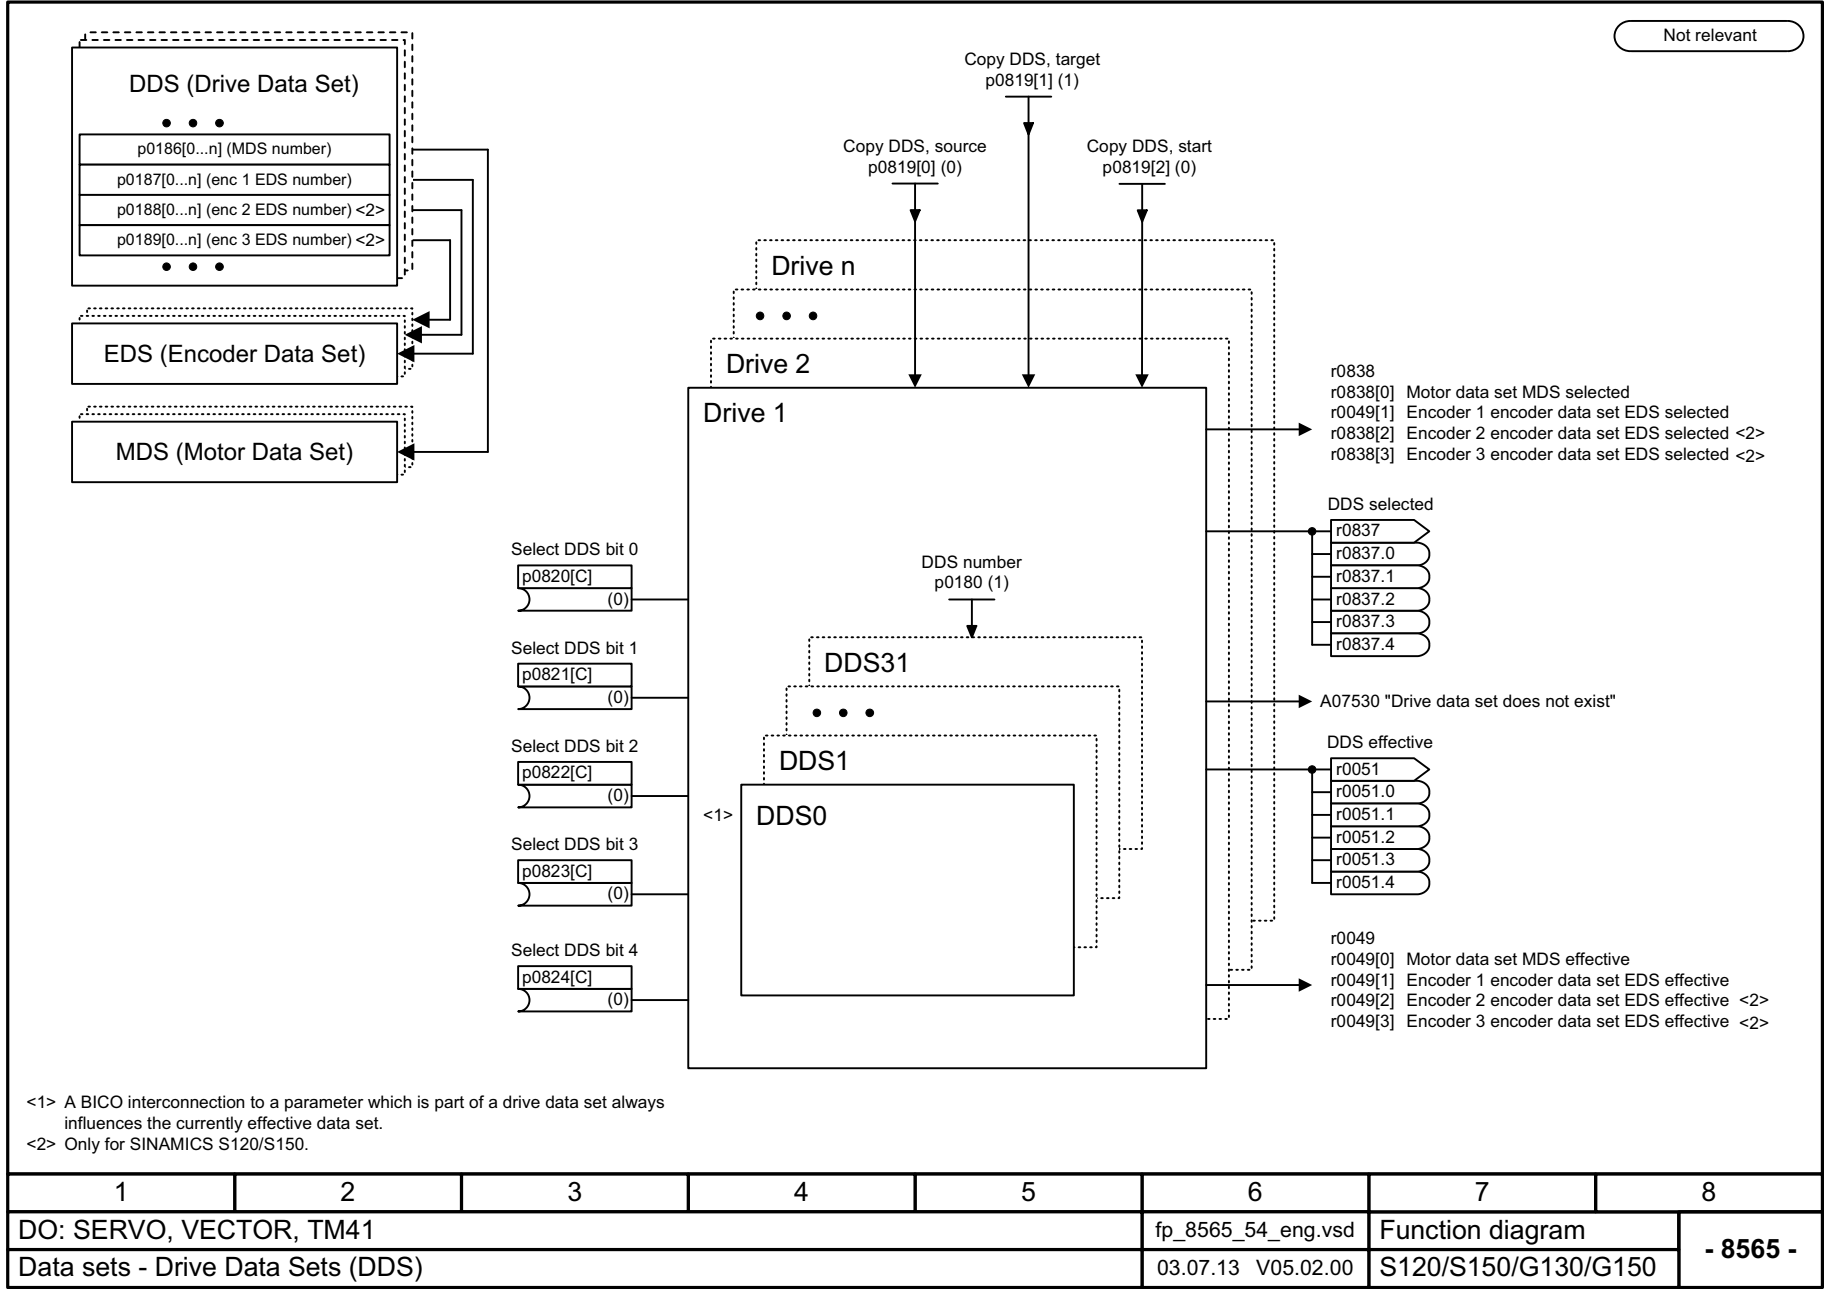 Not relevant
DDS (Drive Data Set)
p0186[0...n] (MDS number)
p0187[0...n] (enc 1 EDS number)
p0188[0...n] (enc 2 EDS number) <2>
p0189[0...n] (enc 3 EDS number) <2>
EDS (Encoder Data Set)
MDS (Motor Data Set)
Copy DDS, target
p0819[1] (1)
Copy DDS, source
p0819[0] (0)
Copy DDS, start
p0819[2] (0)
Drive n
Drive 2
Drive 1
Select DDS bit 0
p0820[C]
(0)
Select DDS bit 1
p0821[C]
(0)
Select DDS bit 2
p0822[C]
(0)
Select DDS bit 3
p0823[C]
(0)
Select DDS bit 4
p0824[C]
(0)
DDS number
p0180 (1)
DDS31
DDS1
<1>
DDS0
r0838
r0838[0] Motor data set MDS selected
r0049[1] Encoder 1 encoder data set EDS selected
r0838[2] Encoder 2 encoder data set EDS selected <2>
r0838[3] Encoder 3 encoder data set EDS selected <2>
DDS selected
r0837
r0837.0
r0837.1
r0837.2
r0837.3
r0837.4
A07530 "Drive data set does not exist"
DDS effective
r0051
r0051.0
r0051.1
r0051.2
r0051.3
r0051.4
r0049
r0049[0] Motor data set MDS effective
r0049[1] Encoder 1 encoder data set EDS effective
r0049[2] Encoder 2 encoder data set EDS effective <2>
r0049[3] Encoder 3 encoder data set EDS effective <2>
<1> A BICO interconnection to a parameter which is part of a drive data set always
influences the currently effective data set.
<2> Only for SINAMICS S120/S150.
1 2 3 4 5 6 7 8
DO: SERVO, VECTOR, TM41
fp_8565_54_eng.vsd
Function diagram
- 8565 -
Data sets - Drive Data Sets (DDS)
03.07.13 V05.02.00
S120/S150/G130/G150